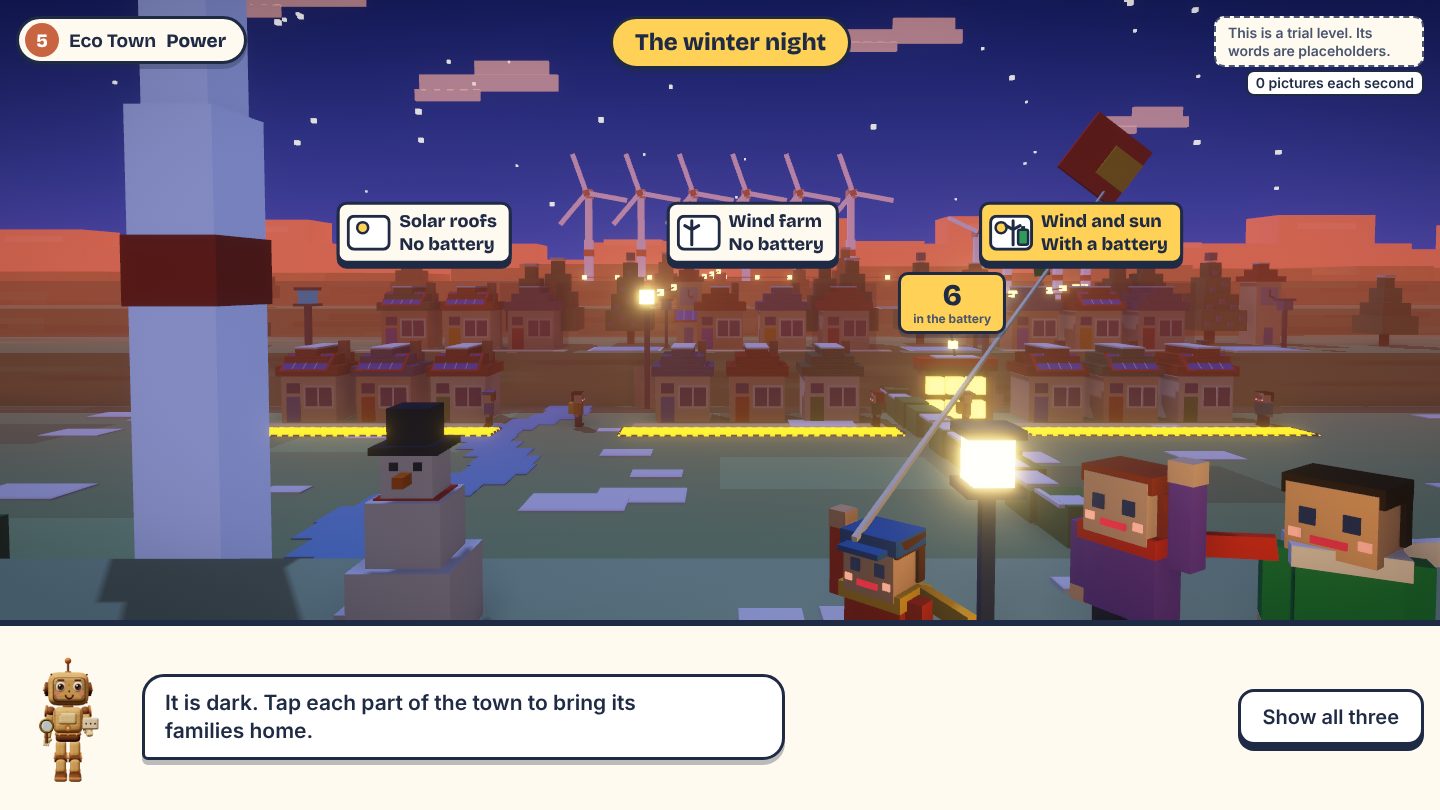 5 Eco Town Power
The winter night
This is a trial level. Its
words are placeholders.
0 pictures each second
Solar roofs
No battery
Wind farm
No battery
Wind and sun
With a battery
6
in the battery
It is dark. Tap each part of the town to bring its
families home.
Show all three